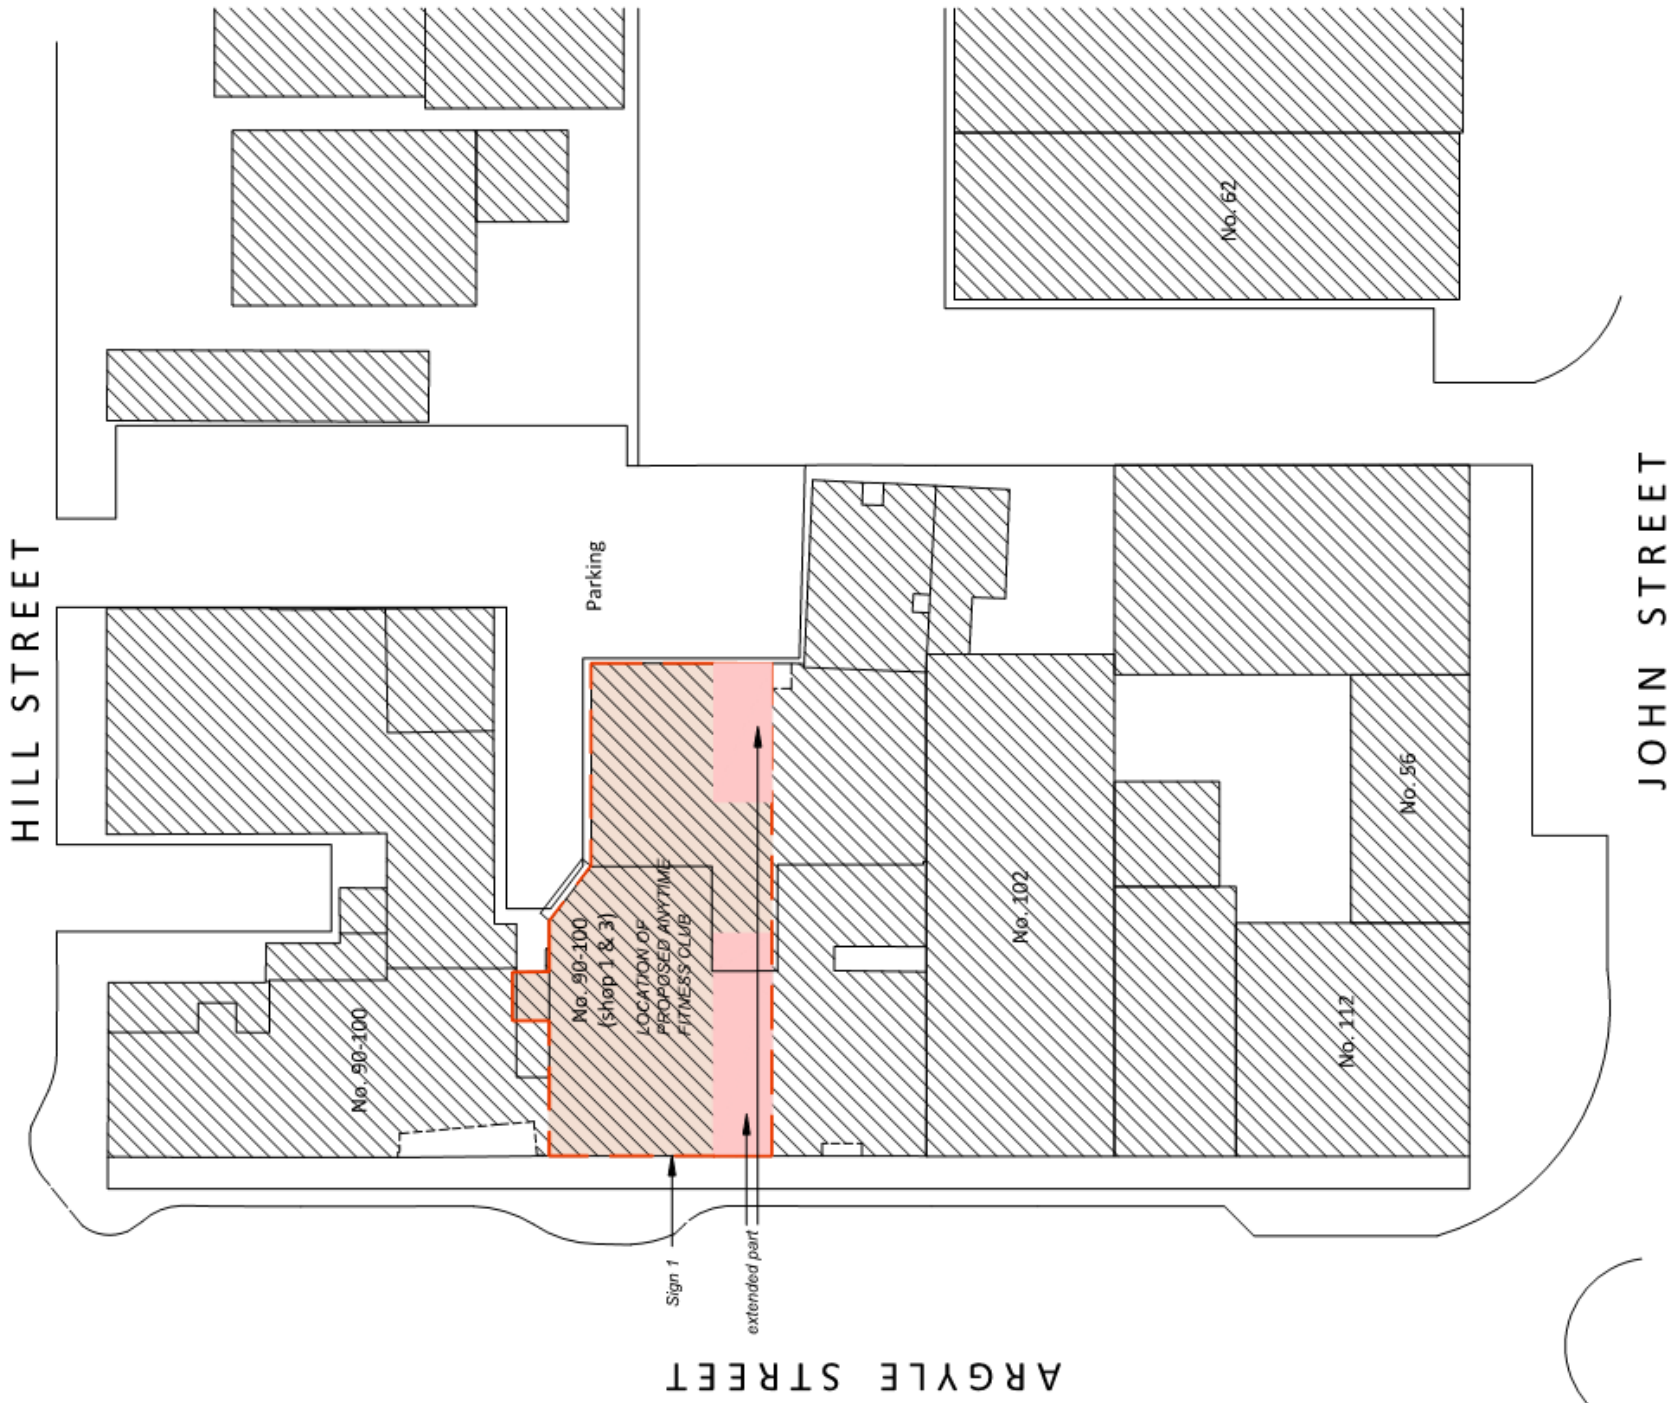 HILL STREET
No. 62
JOHN STREET
Parking
No. 56
No. 102
No. 90-100
(shop 1 & 3)
LOCATION OF
PROPOSED ANYTIME
FITNESS CLUB
No. 90-100
No. 112
Sign 1
extended part
ARGYLE STREET